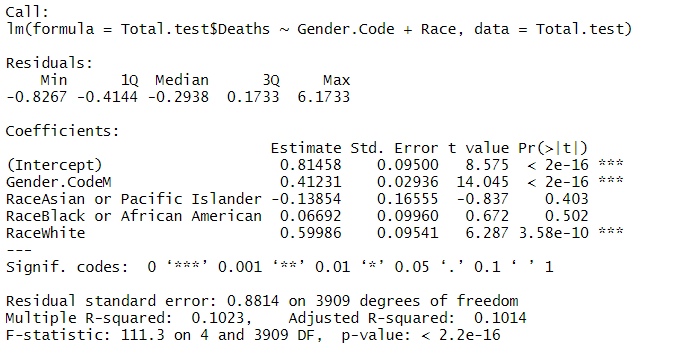 Call:
lm(formula = Total.test$Deaths ~ Gender.Code + Race, data = Total.test)
Residuals:
Min 1Q Median 3Q Max
-0.8267 -0.4144 -0.2938 0.1733 6.1733
Coefficients:
Estimate Std. Error t value Pr(>|t|)
(Intercept) 0.81458 0.09500 8.575 < 2e-16 ***
Gender.CodeM 0.41231 0.02936 14.045 < 2e-16 ***
RaceAsian or Pacific Islander -0.13854 0.16555 -0.837 0.403
RaceBlack or African American 0.06692 0.09960 0.672 0.502
RaceWhite 0.59986 0.09541 6.287 3.58e-10 ***
---
Signif. codes: 0 ‘***’ 0.001 ‘**’ 0.01 ‘*’ 0.05 ‘.’ 0.1 ‘ ’ 1
Residual standard error: 0.8814 on 3909 degrees of freedom
Multiple R-squared: 0.1023, Adjusted R-squared: 0.1014
F-statistic: 111.3 on 4 and 3909 DF, p-value: < 2.2e-16